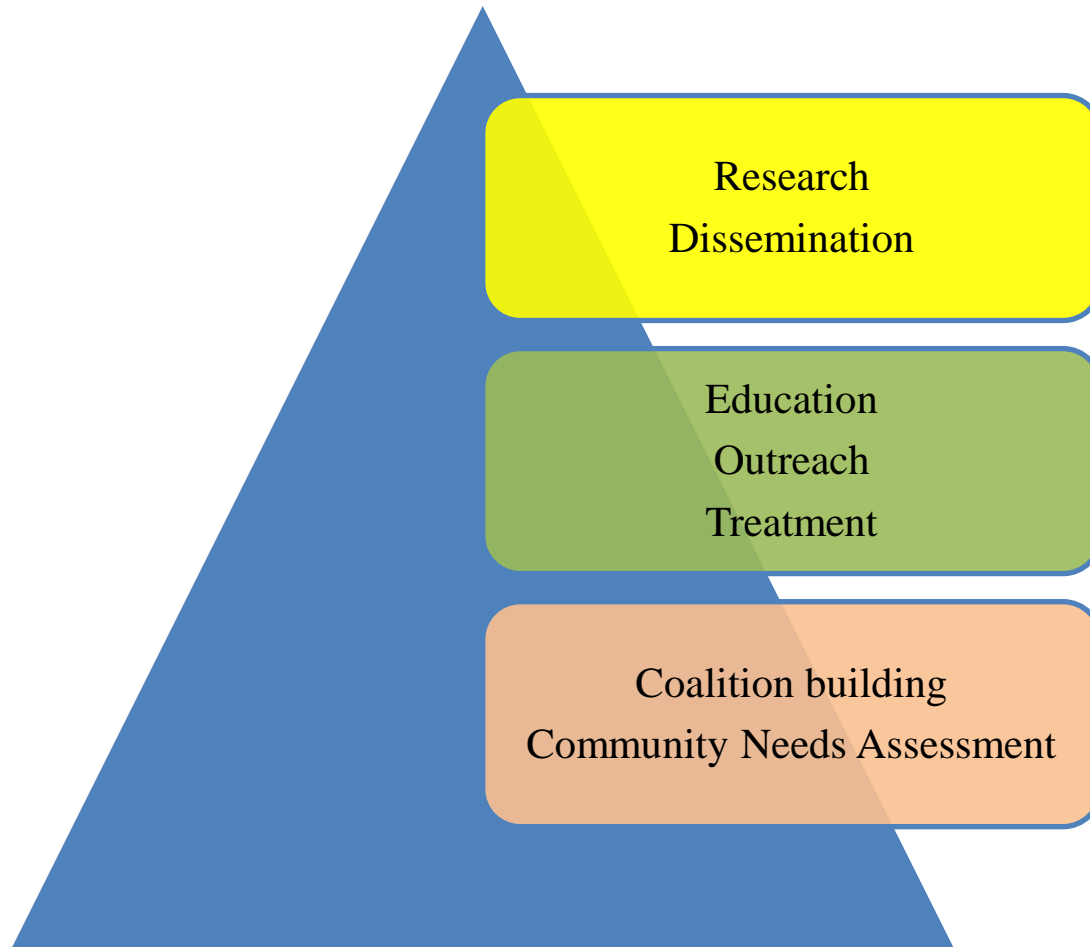 Research
Dissemination
Education
Outreach
Treatment
Coalition building
Community Needs Assessment